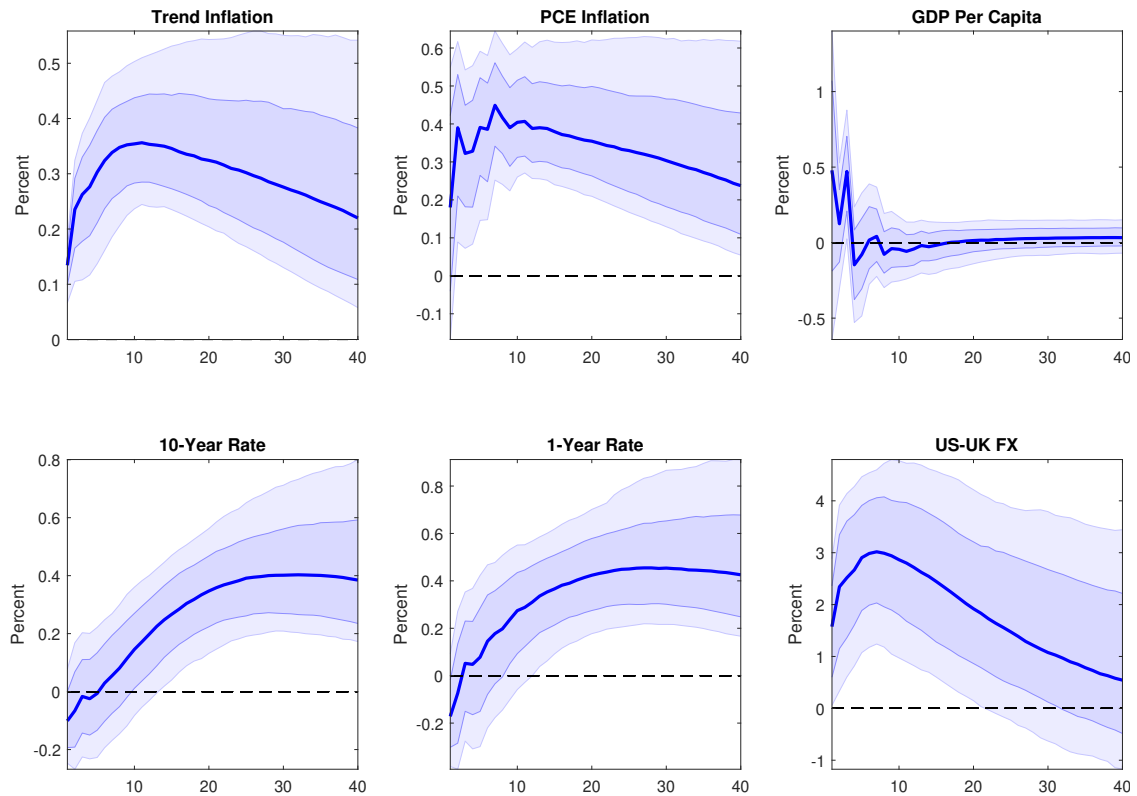 Trend Inflation
Percent
0.5
0.4
0.3
0.2
0.1
0
10 20 30 40
PCE Inflation
Percent
0.6
0.5
0.4
0.3
0.2
0.1
0
-0.1
10 20 30 40
GDP Per Capita
Percent
1
0.5
0
-0.5
10 20 30 40
10-Year Rate
Percent
0.8
0.6
0.4
0.2
0
-0.2
10 20 30 40
1-Year Rate
Percent
0.8
0.6
0.4
0.2
0
-0.2
10 20 30 40
US-UK FX
Percent
4
3
2
1
0
-1
10 20 30 40